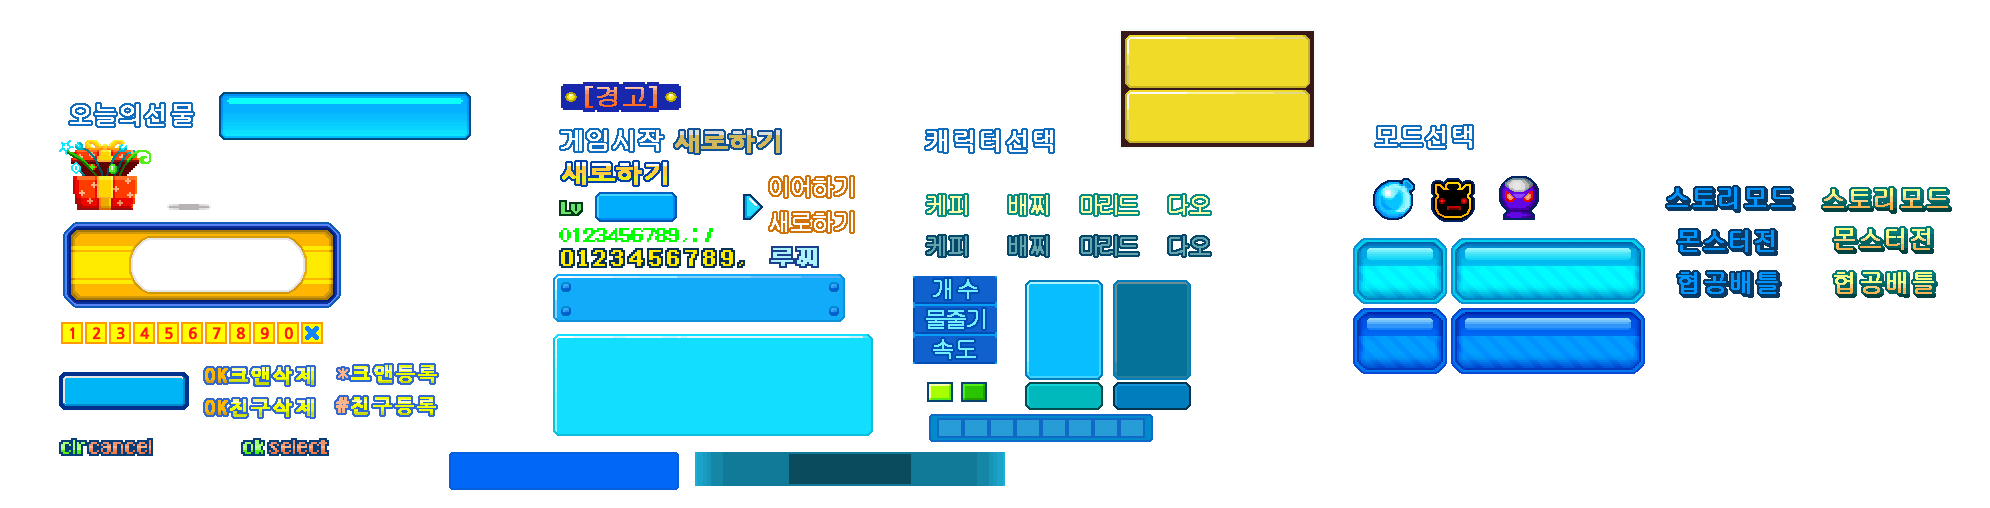 오늘의선물
1 2 3 4 5 6 7 8 9 0 X
OK크앤삭제 *크앤등록
OK친구삭제 #친구등록
clr cancel ok select
[경고]
게임시작 새로하기
새로하기
이어하기
Lv
새로하기
0123456789.:/
0123456789. 루찌
캐릭터선택
케피 배찌 마리드 다오
케피 배찌 마리드 다오
개수
물줄기
속도
모드선택
스토리모드 스토리모드
몬스터전 몬스터전
협공배틀 협공배틀